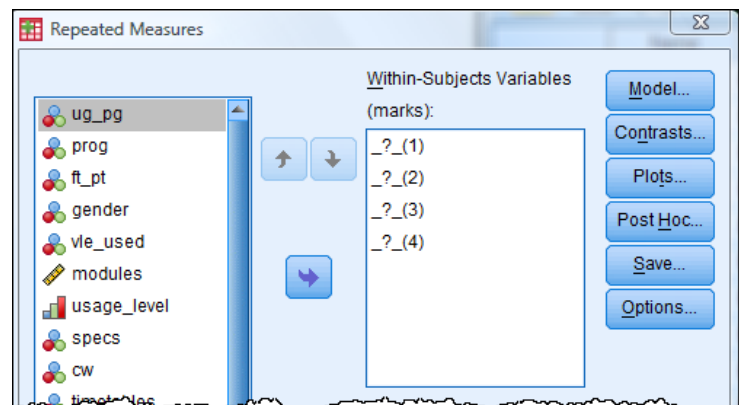 Repeated Measures
ug_pg
prog
ft_pt
gender
vle_used
modules
usage_level
specs
cw
timetables
Within-Subjects Variables
(marks):
_?_(1)
_?_(2)
_?_(3)
_?_(4)
Model...
Contrasts...
Plots...
Post Hoc...
Save...
Options...